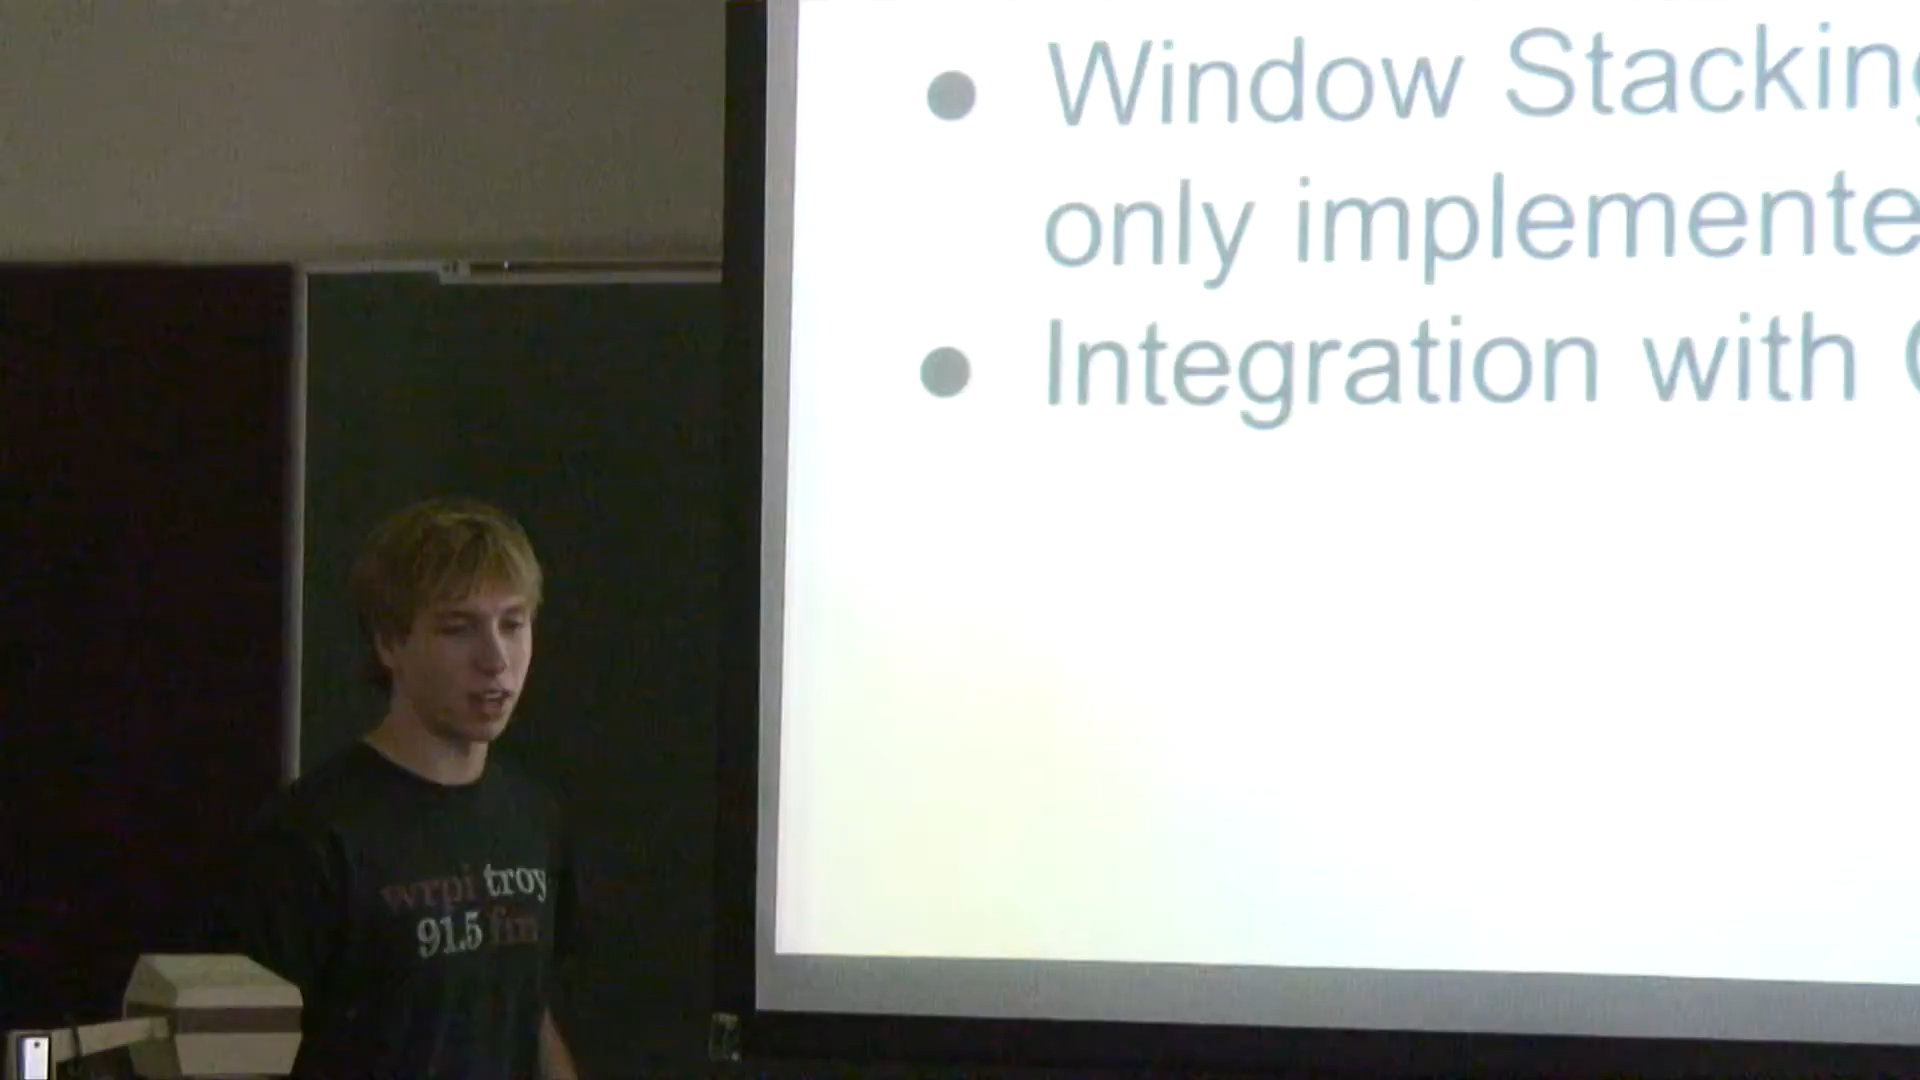 Window Stacking
only implemente
Integration with
wrpi troy
91.5 fm